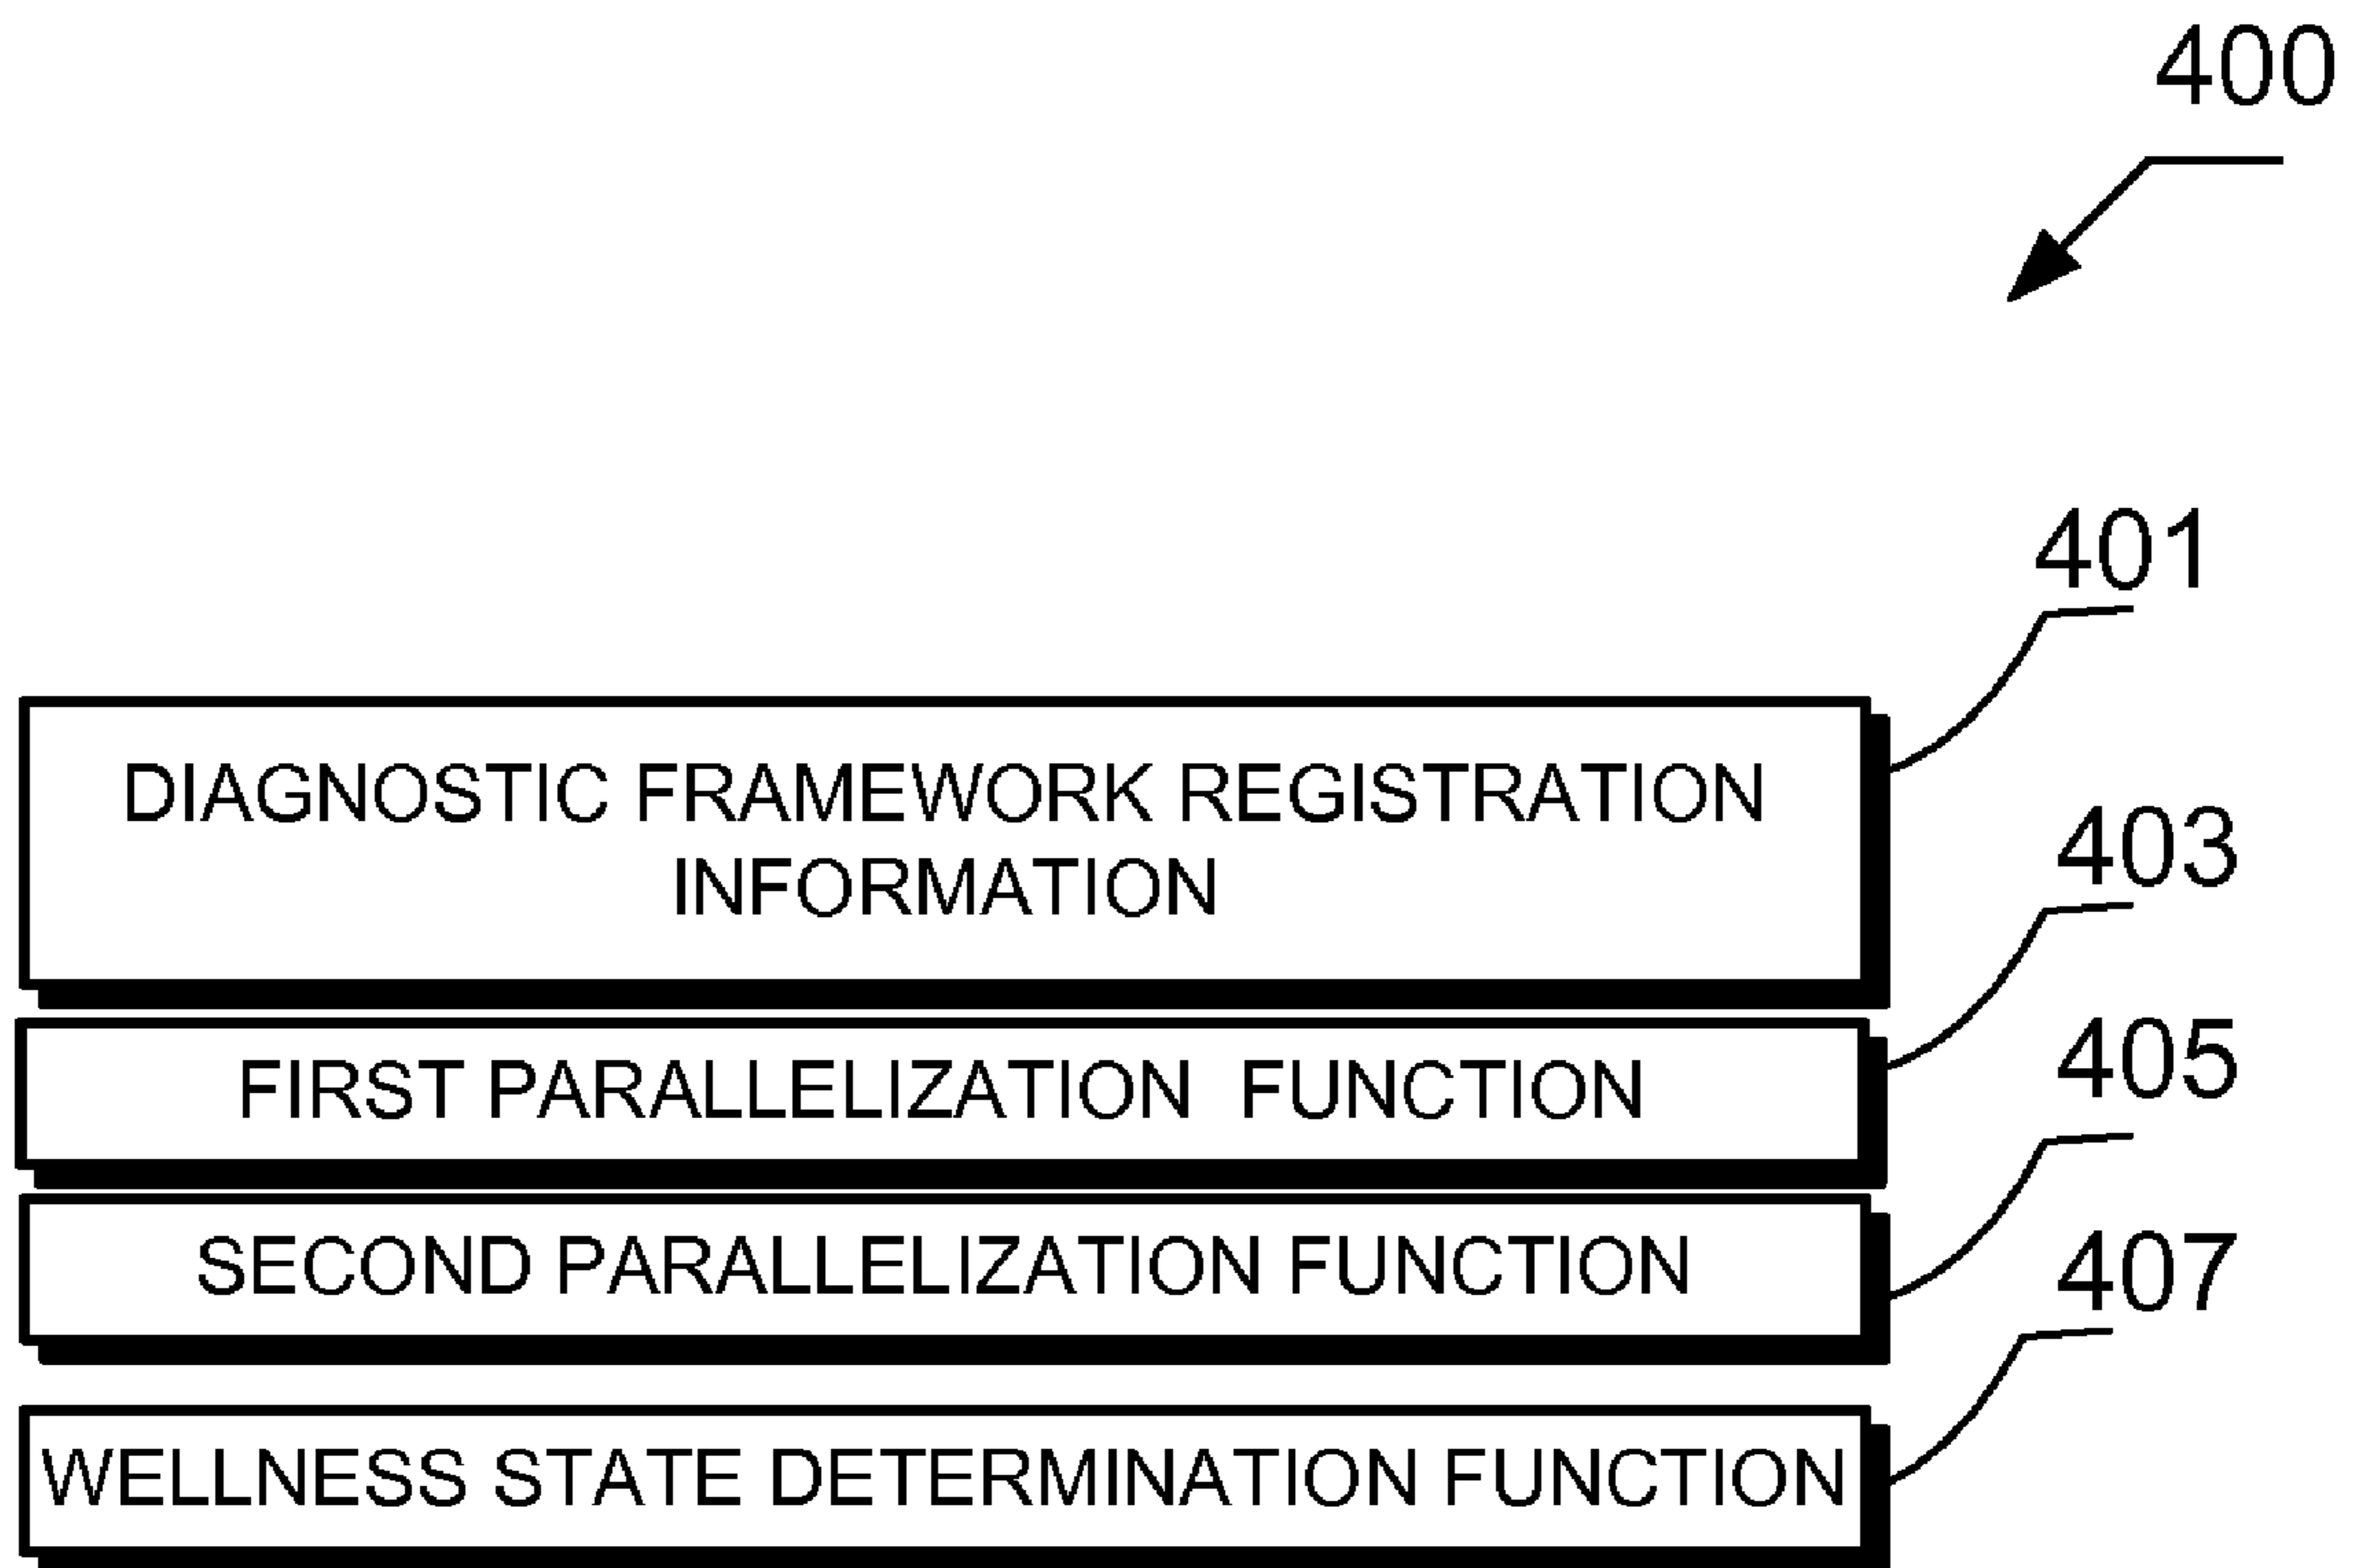 400
401
DIAGNOSTIC FRAMEWORK REGISTRATION
INFORMATION
403
FIRST PARALLELIZATION FUNCTION
405
SECOND PARALLELIZATION FUNCTION
407
WELLNESS STATE DETERMINATION FUNCTION